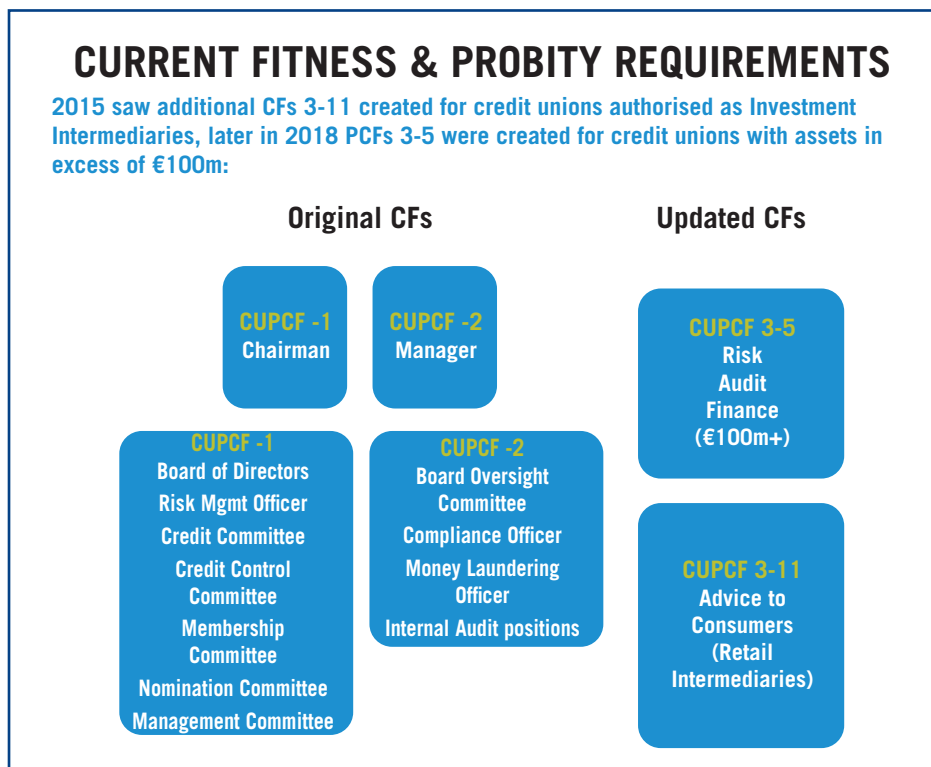 CURRENT FITNESS & PROBITY REQUIREMENTS
2015 saw additional CFs 3-11 created for credit unions authorised as Investment
Intermediaries, later in 2018 PCFs 3-5 were created for credit unions with assets in
excess of €100m:
Original CFs
CUPCF -1
Chairman
CUPCF -2
Manager
CUPCF -1
Board of Directors
Risk Mgmt Officer
Credit Committee
Credit Control
Committee
Membership
Committee
Nomination Committee
Management Committee
CUPCF -2
Board Oversight
Committee
Compliance Officer
Money Laundering
Officer
Internal Audit positions
Updated CFs
CUPCF 3-5
Risk
Audit
Finance
(€100m+)
CUPCF 3-11
Advice to
Consumers
(Retail
Intermediaries)